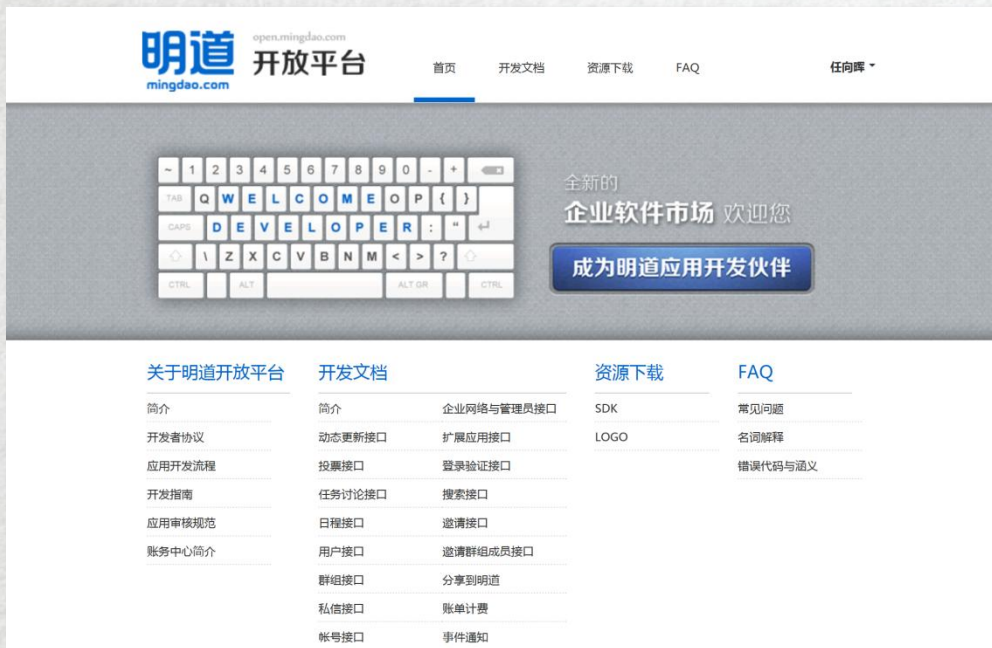 明道
mingdao.com
open.mingdao.com
开放平台
首页 开发文档 资源下载 FAQ 任向晖
~ 1 2 3 4 5 6 7 8 9 0 - +
TAB Q W E L C O M E O P { }
CAPS D E V E L O P E R : "
\ Z X C V B N M < > ?
CTRL ALT ALT GR CTRL
全新的
企业软件市场 欢迎您
成为明道应用开发伙伴
关于明道开放平台
简介
开发者协议
应用开发流程
开发指南
应用审核规范
账务中心简介
开发文档
简介
动态更新接口
投票接口
任务讨论接口
日程接口
用户接口
群组接口
私信接口
帐号接口
企业网络与管理员接口
扩展应用接口
登录验证接口
搜索接口
邀请接口
邀请群组成员接口
分享到明道
账单计费
事件通知
资源下载
SDK
LOGO
FAQ
常见问题
名词解释
错误代码与涵义